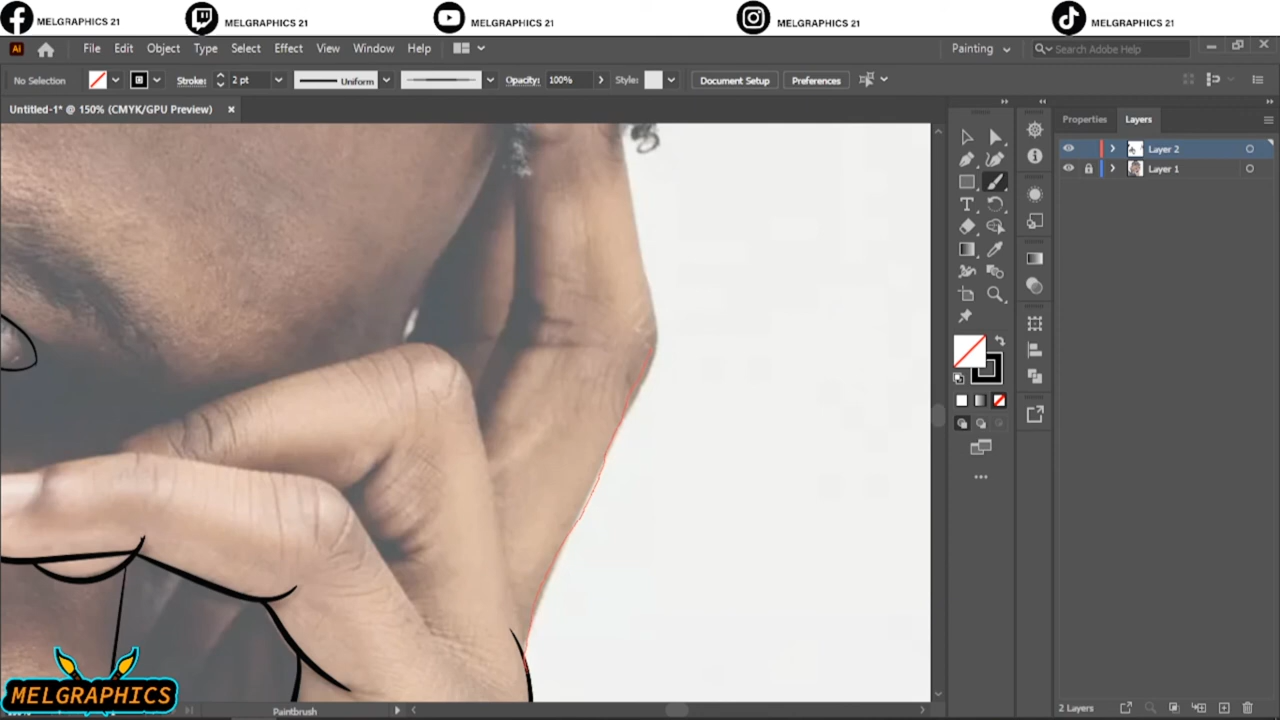 MELGRAPHICS 21
MELGRAPHICS 21
MELGRAPHICS 21
MELGRAPHICS 21
MELGRAPHICS 21
Ai File Edit Object Type Select Effect View Window Help Painting Search Adobe Help
No Selection Stroke: 2 pt Uniform Opacity: 100% Style: Document Setup Preferences
Untitled-1* @ 150% (CMYK/GPU Preview) ×
Properties Layers
Layer 2
Layer 1
MELGRAPHICS
Paintbrush
2 Layers